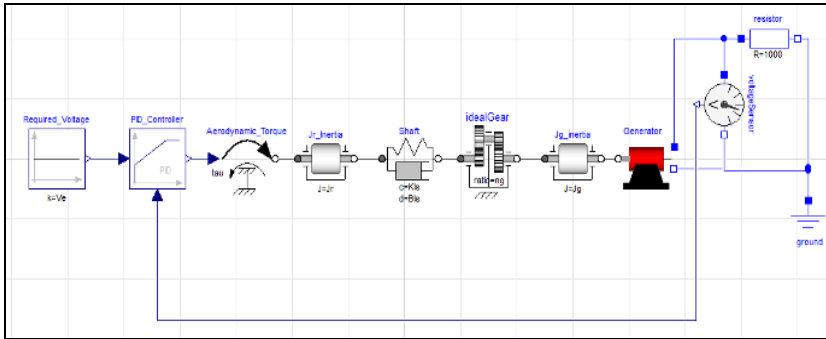 resistor
R=1000
voltageSensor
Required_Voltage
PID_Controller
Aerodynamic_Torque
Jr_Inertia
Shaft
idealGear
Jg_inertia
Generator
PID
tau
k=Ve
J=Jr
c=Kls
d=Bls
ratio=ng
J=Jg
V
ground